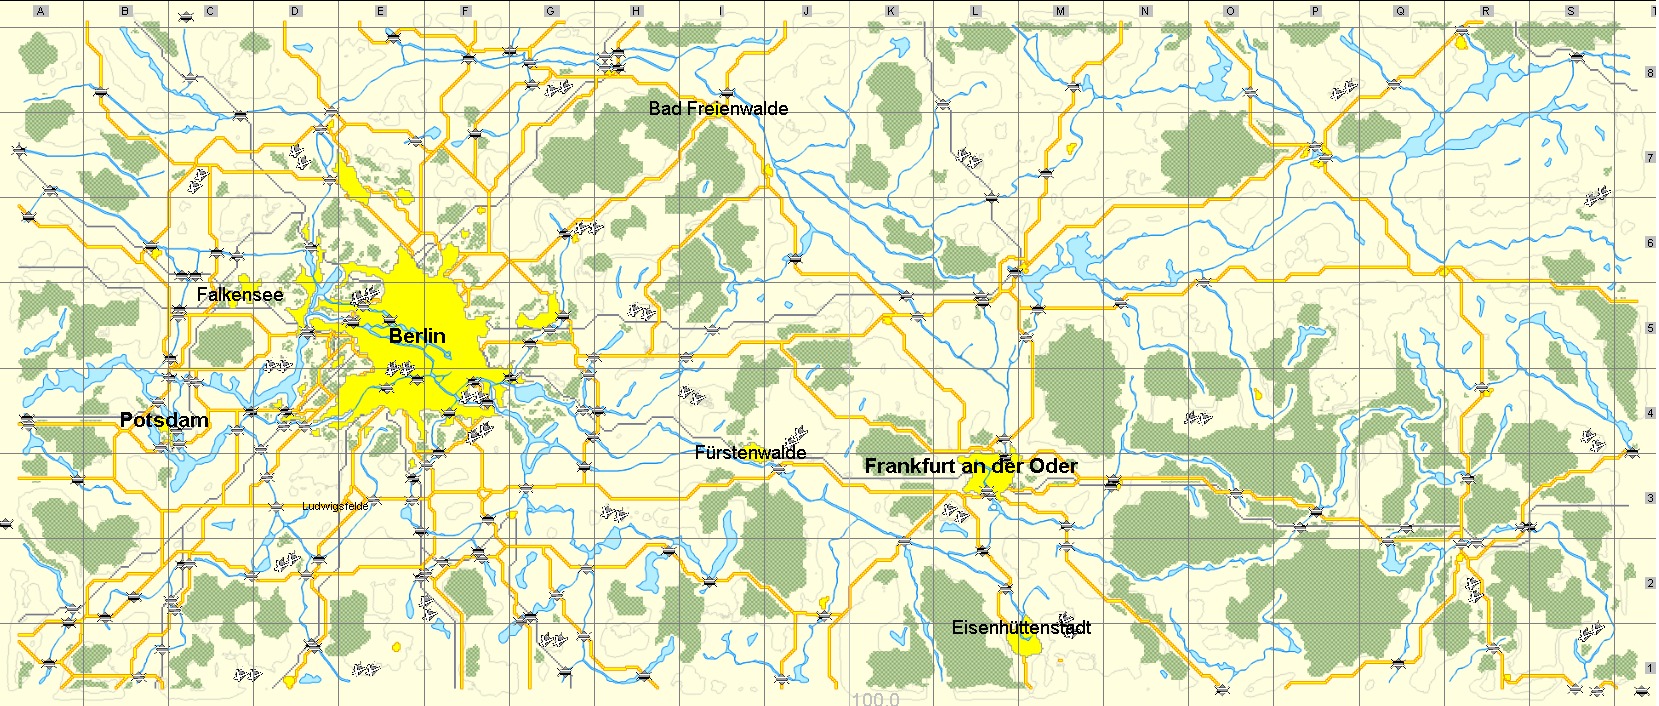 A B C D E F G H I J K L M N O P Q R S T
8
Bad Freienwalde
7
6
Falkensee
5
Berlin
4
Potsdam
Fürstenwalde
Frankfurt an der Oder
3
Ludwigsfelde
2
Eisenhüttenstadt
1
100.0